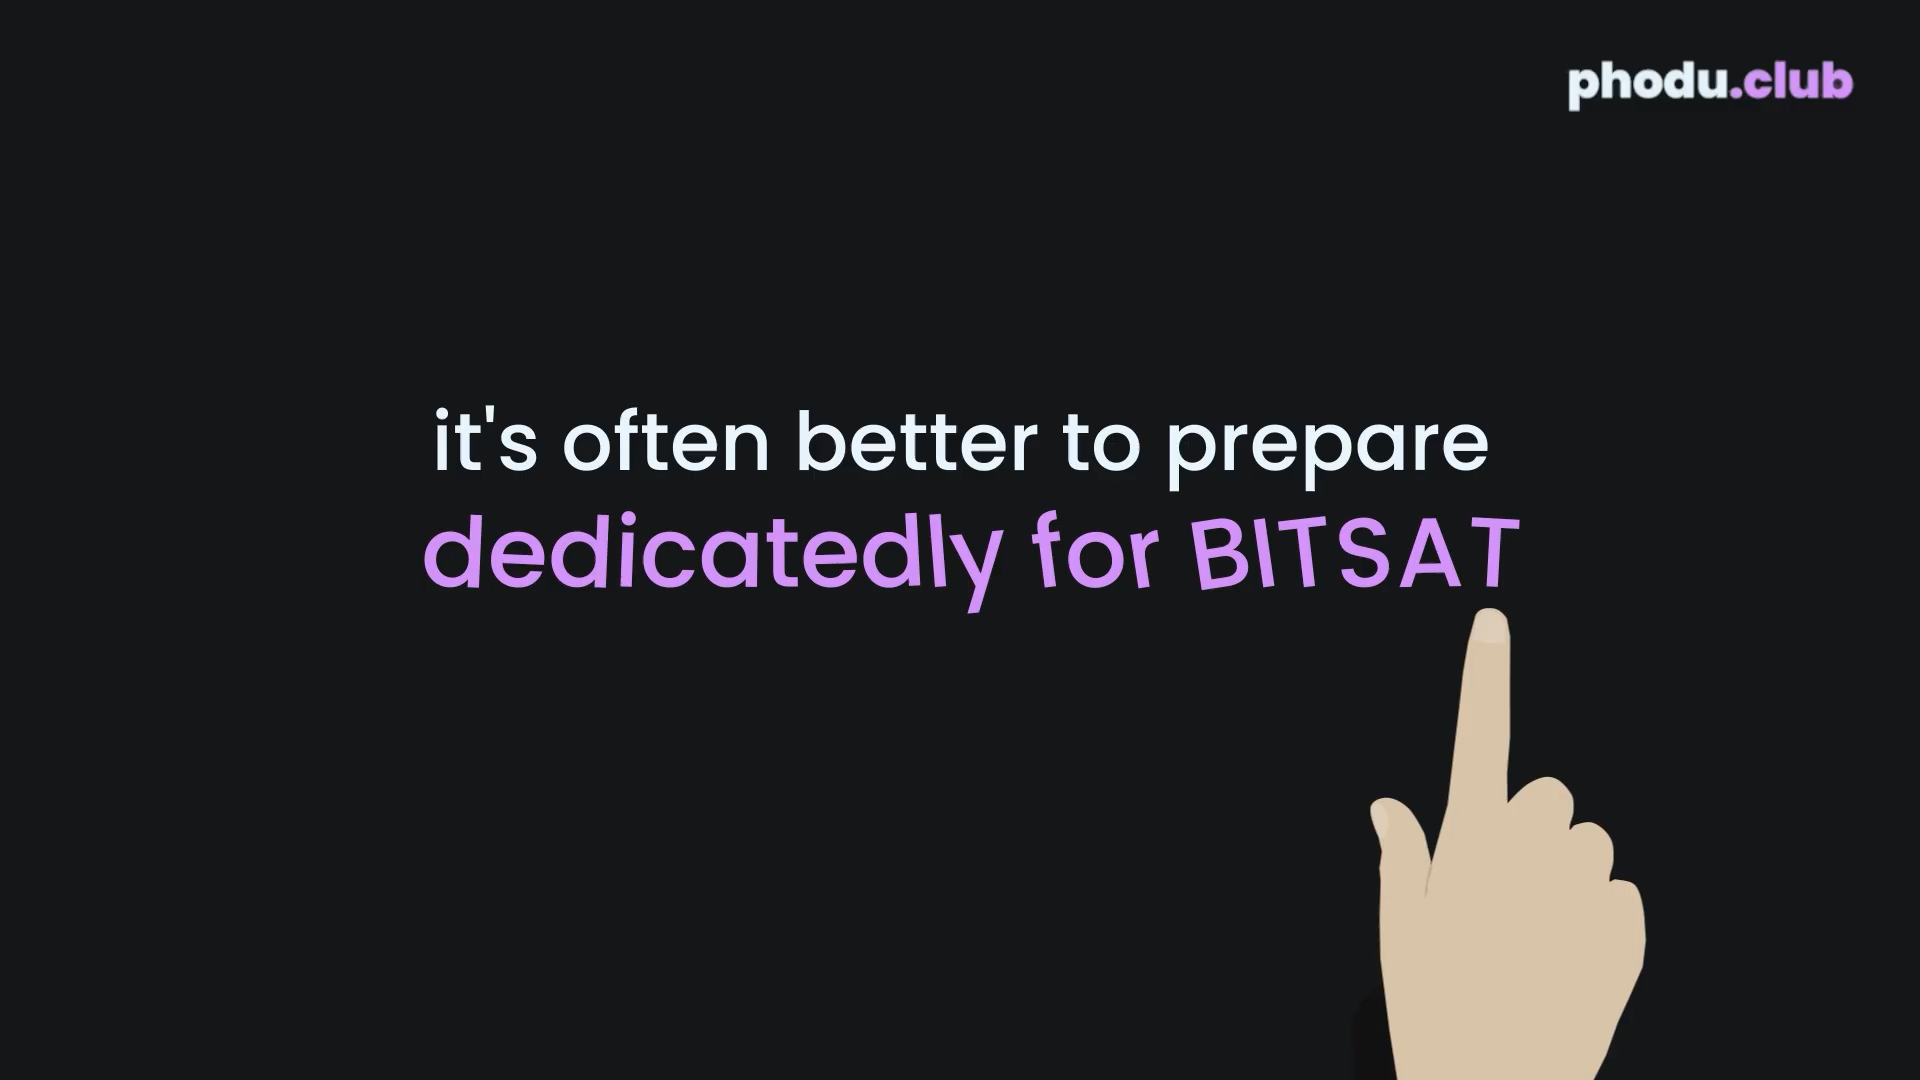 phodu.club
it's often better to prepare
dedicatedly for BITSAT